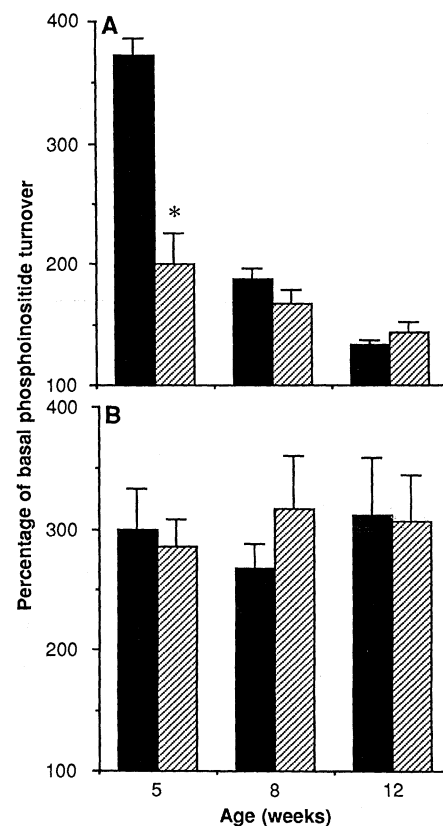 400
A
300
*
200
100
400
B
300
200
100
5 8 12
Age (weeks)
Percentage of basal phosphoinositide turnover